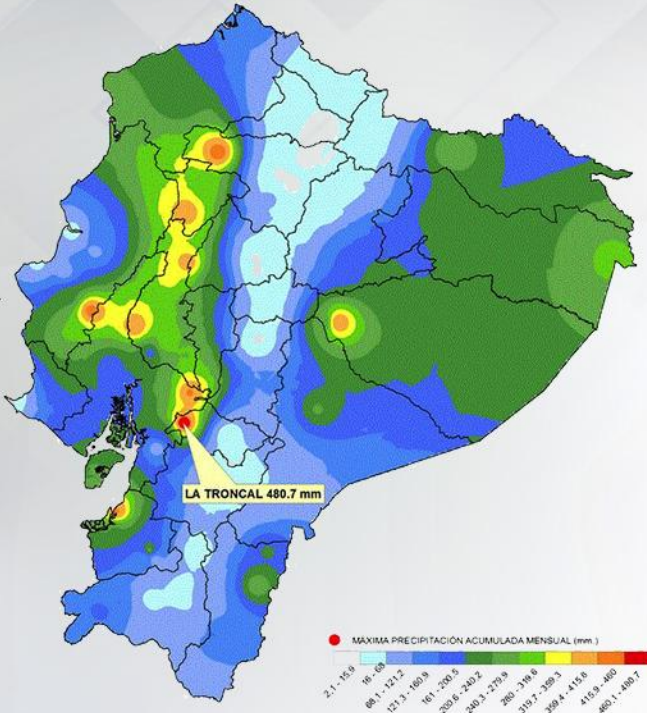 LA TRONCAL 480.7 mm
MÁXIMA PRECIPITACIÓN ACUMULADA MENSUAL (mm.)
2.1 - 15.9
16 - 68
68.1 - 121.2
121.3 - 160.9
161 - 200.5
200.6 - 240.2
240.3 - 279.9
280 - 319.6
319.7 - 359.3
359.4 - 415.8
415.9 - 460
460.1 - 480.7